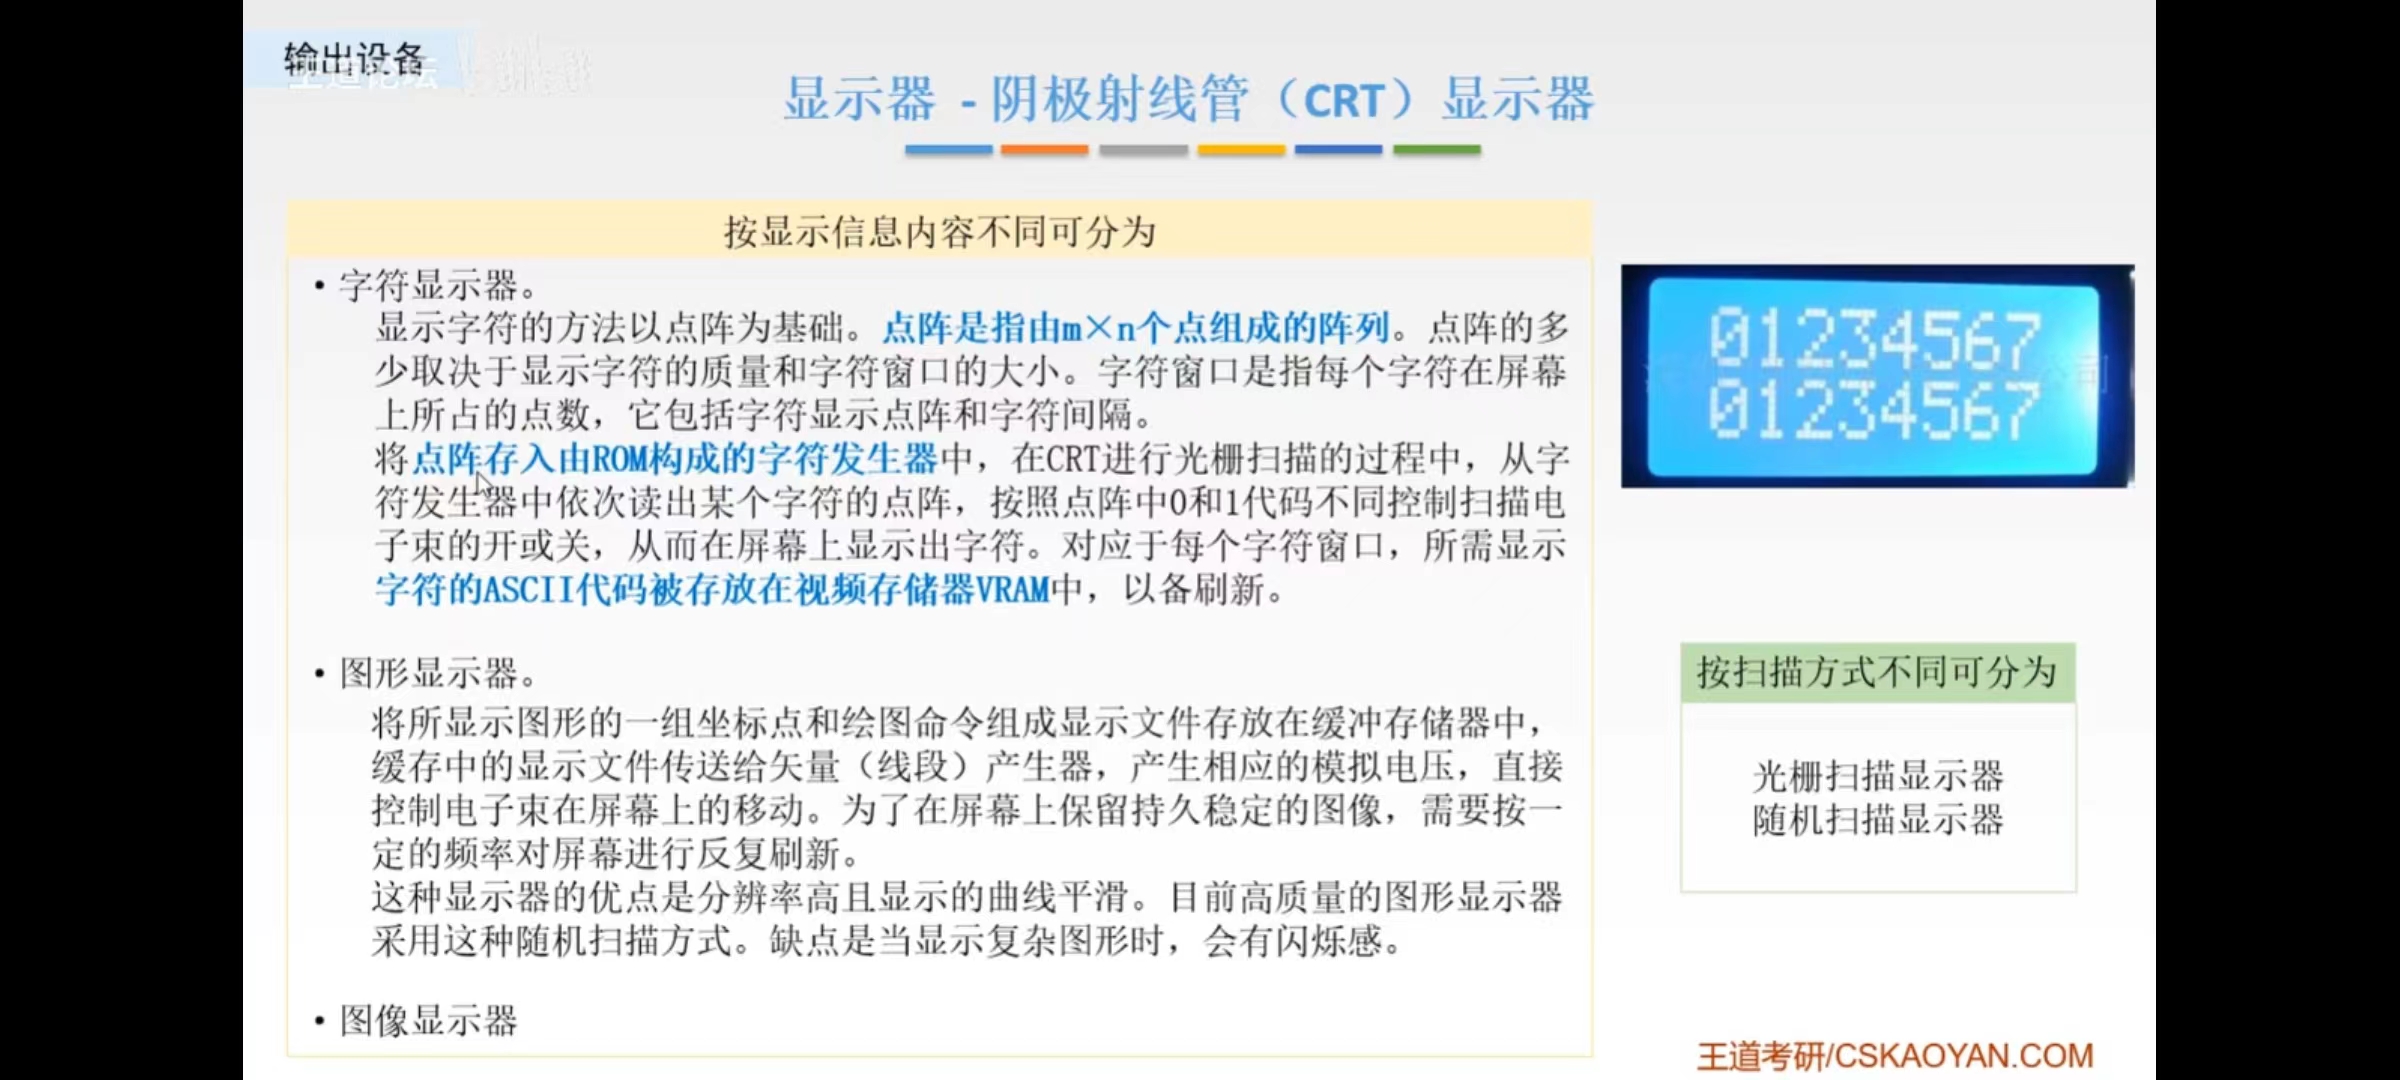 输出设备
王道论坛
显示器 - 阴极射线管（CRT）显示器
按显示信息内容不同可分为
• 字符显示器。
显示字符的方法以点阵为基础。点阵是指由m×n个点组成的阵列。点阵的多
少取决于显示字符的质量和字符窗口的大小。字符窗口是指每个字符在屏幕
上所占的点数，它包括字符显示点阵和字符间隔。
将点阵存入由ROM构成的字符发生器中，在CRT进行光栅扫描的过程中，从字
符发生器中依次读出某个字符的点阵，按照点阵中0和1代码不同控制扫描电
子束的开或关，从而在屏幕上显示出字符。对应于每个字符窗口，所需显示
字符的ASCII代码被存放在视频存储器VRAM中，以备刷新。
• 图形显示器。
将所显示图形的一组坐标点和绘图命令组成显示文件存放在缓冲存储器中，
缓存中的显示文件传送给矢量（线段）产生器，产生相应的模拟电压，直接
控制电子束在屏幕上的移动。为了在屏幕上保留持久稳定的图像，需要按一
定的频率对屏幕进行反复刷新。
这种显示器的优点是分辨率高且显示的曲线平滑。目前高质量的图形显示器
采用这种随机扫描方式。缺点是当显示复杂图形时，会有闪烁感。
• 图像显示器
01234567
01234567
按扫描方式不同可分为
光栅扫描显示器
随机扫描显示器
王道考研/CSKAOYAN.COM